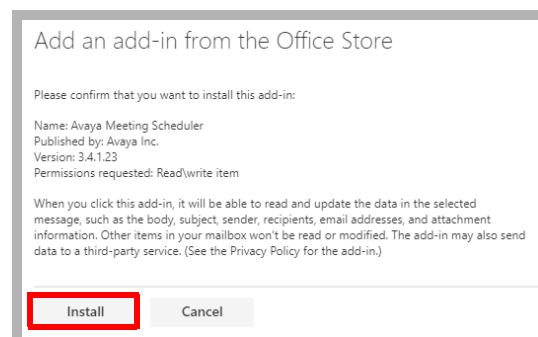 Add an add-in from the Office Store
Please confirm that you want to install this add-in:
Name: Avaya Meeting Scheduler
Published by: Avaya Inc.
Version: 3.4.1.23
Permissions requested: Read\write item
When you click this add-in, it will be able to read and update the data in the selected
message, such as the body, subject, sender, recipients, email addresses, and attachment
information. Other items in your mailbox won't be read or modified. The add-in may also send
data to a third-party service. (See the Privacy Policy for the add-in.)
Install Cancel